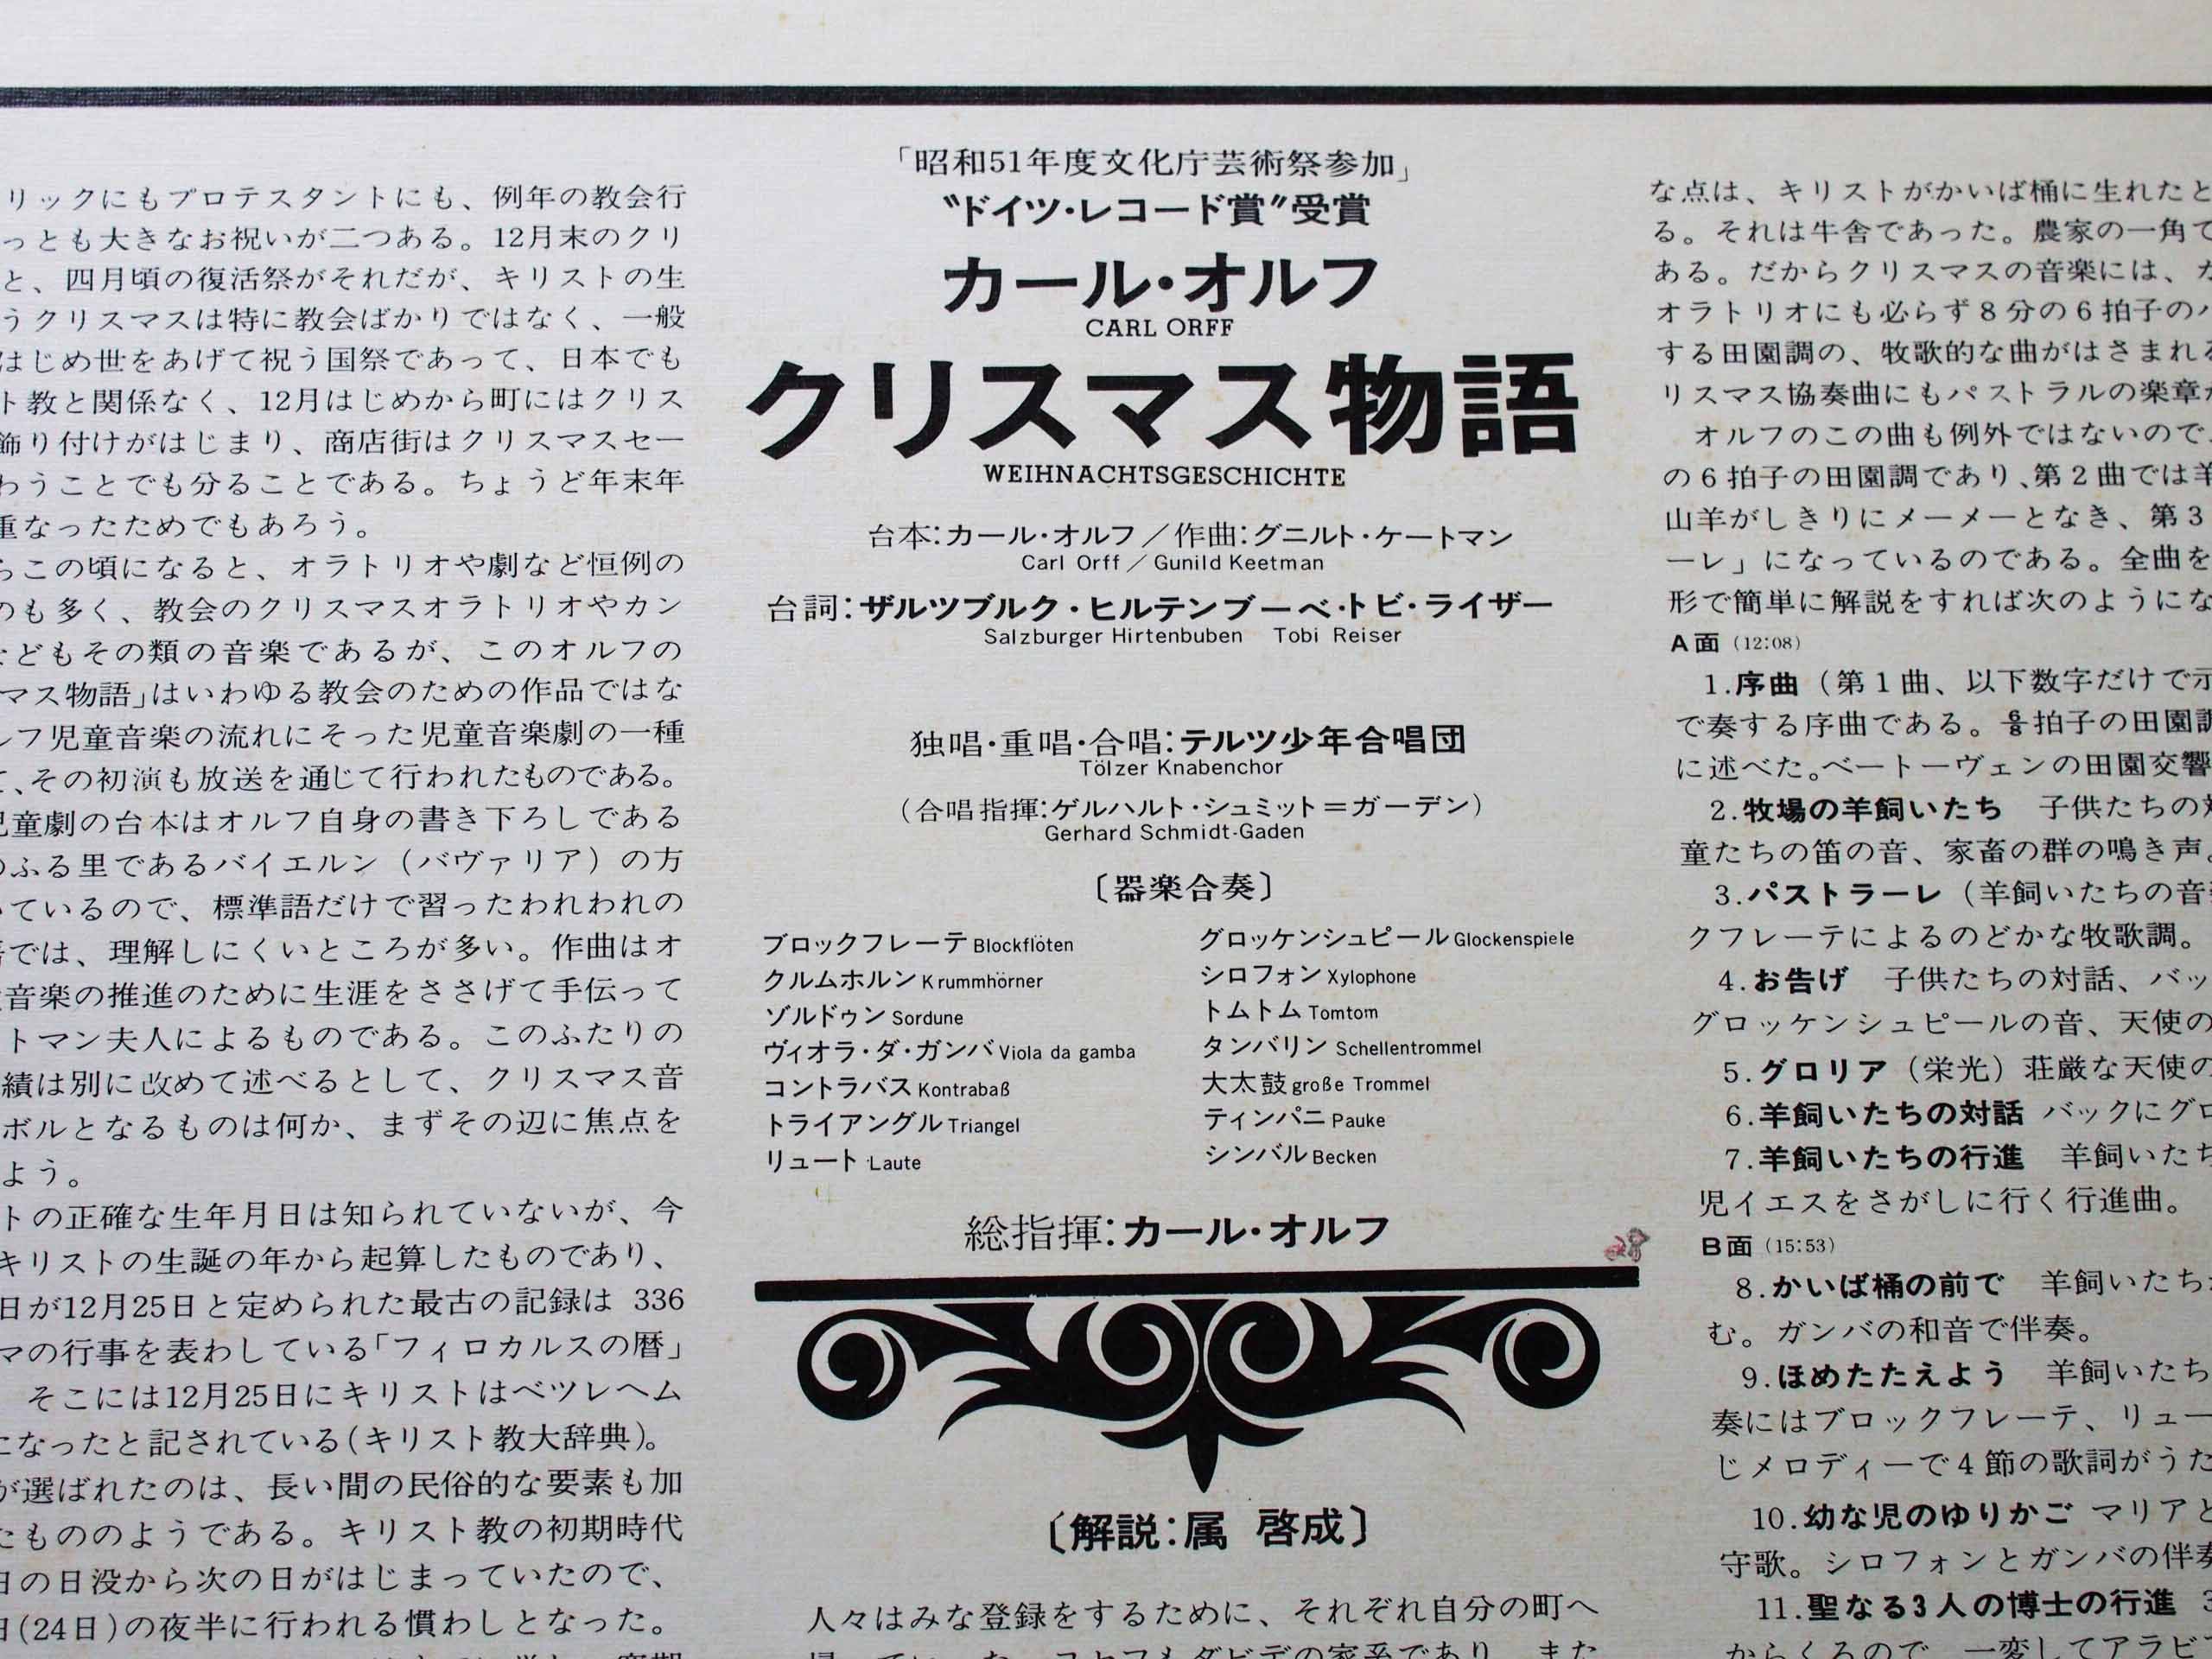 リックにもプロテスタントにも、例年の教会行
っとも大きなお祝いが二つある。12月末のクリ
と、四月頃の復活祭がそれだが、キリストの生
うクリスマスは特に教会ばかりではなく、一般
はじめ世をあげて祝う国祭であって、日本でも
ト教と関係なく、12月はじめから町にはクリス
飾り付けがはじまり、商店街はクリスマスセー
わうことでも分ることである。ちょうど年末年
重なったためでもあろう。
らこの頃になると、オラトリオや劇など恒例の
のも多く、教会のクリスマスオラトリオやカン
などもその類の音楽であるが、このオルフの
マス物語」はいわゆる教会のための作品ではな
ルフ児童音楽の流れにそった児童音楽劇の一種
て、その初演も放送を通じて行われたものである。
児童劇の台本はオルフ自身の書き下ろしである
のふる里であるバイエルン（バヴァリア）の方
いているので、標準語だけで習ったわれわれの
語では、理解しにくいところが多い。作曲はオ
音楽の推進のために生涯をささげて手伝って
トマン夫人によるものである。このふたりの
績は別に改めて述べるとして、クリスマス音
ボルとなるものは何か、まずその辺に焦点を
よう。
トの正確な生年月日は知られていないが、今
キリストの生誕の年から起算したものであり、
日が12月25日と定められた最古の記録は 336
マの行事を表わしている「フィロカルスの暦」
そこには12月25日にキリストはベツレヘム
になったと記されている（キリスト教大辞典）。
が選ばれたのは、長い間の民俗的な要素も加
たもののようである。キリスト教の初期時代
日の日没から次の日がはじまっていたので、
日（24日）の夜半に行われる慣わしとなった。
「昭和51年度文化庁芸術祭参加」
〝ドイツ・レコード賞〟受賞
カール・オルフ
CARL ORFF
クリスマス物語
WEIHNACHTSGESCHICHTE
台本：カール・オルフ／作曲：グニルト・ケートマン
Carl Orff／Gunild Keetman
台詞：ザルツブルク・ヒルテンブーベ・トビ・ライザー
Salzburger Hirtenbuben Tobi Reiser
独唱・重唱・合唱：テルツ少年合唱団
Tölzer Knabenchor
（合唱指揮：ゲルハルト・シュミット＝ガーデン）
Gerhard Schmidt-Gaden
〔器楽合奏〕
ブロックフレーテ Blockflöten
クルムホルン Krummhörner
ゾルドゥン Sordune
ヴィオラ・ダ・ガンバ Viola da gamba
コントラバス Kontrabaß
トライアングル Triangel
リュート Laute
グロッケンシュピール Glockenspiele
シロフォン Xylophone
トムトム Tomtom
タンバリン Schellentrommel
大太鼓 große Trommel
ティンパニ Pauke
シンバル Becken
総指揮：カール・オルフ
〔解説：属 啓成〕
人々はみな登録をするために、それぞれ自分の町へ
帰っていった。ヨセフもダビデの家系であり、また
な点は、キリストがかいば桶に生れたと
る。それは牛舎であった。農家の一角で
ある。だからクリスマスの音楽には、カ
オラトリオにも必らず8分の6拍子のパ
する田園調の、牧歌的な曲がはさまれる
リスマス協奏曲にもパストラルの楽章が
オルフのこの曲も例外ではないので、
の6拍子の田園調であり、第2曲では羊
山羊がしきりにメーメーとなき、第3
ーレ」になっているのである。全曲を
形で簡単に解説をすれば次のようにな
A面（12:08）
1.序曲（第1曲、以下数字だけで示
で奏する序曲である。6/8拍子の田園調
に述べた。ベートーヴェンの田園交響
2.牧場の羊飼いたち 子供たちの対
童たちの笛の音、家畜の群の鳴き声。
3.パストラーレ（羊飼いたちの音楽
クフレーテによるのどかな牧歌調。
4.お告げ 子供たちの対話、バッ
グロッケンシュピールの音、天使の
5.グロリア（栄光）荘厳な天使の
6.羊飼いたちの対話 バックにグロ
7.羊飼いたちの行進 羊飼いたち
児イエスをさがしに行く行進曲。
B面（15:53）
8.かいば桶の前で 羊飼いたちが
む。ガンバの和音で伴奏。
9.ほめたたえよう 羊飼いたち
奏にはブロックフレーテ、リュー
じメロディーで4節の歌詞がうた
10.幼な児のゆりかご マリアと
守歌。シロフォンとガンバの伴奏
11.聖なる3人の博士の行進 3
からくるので、一変してアラビア